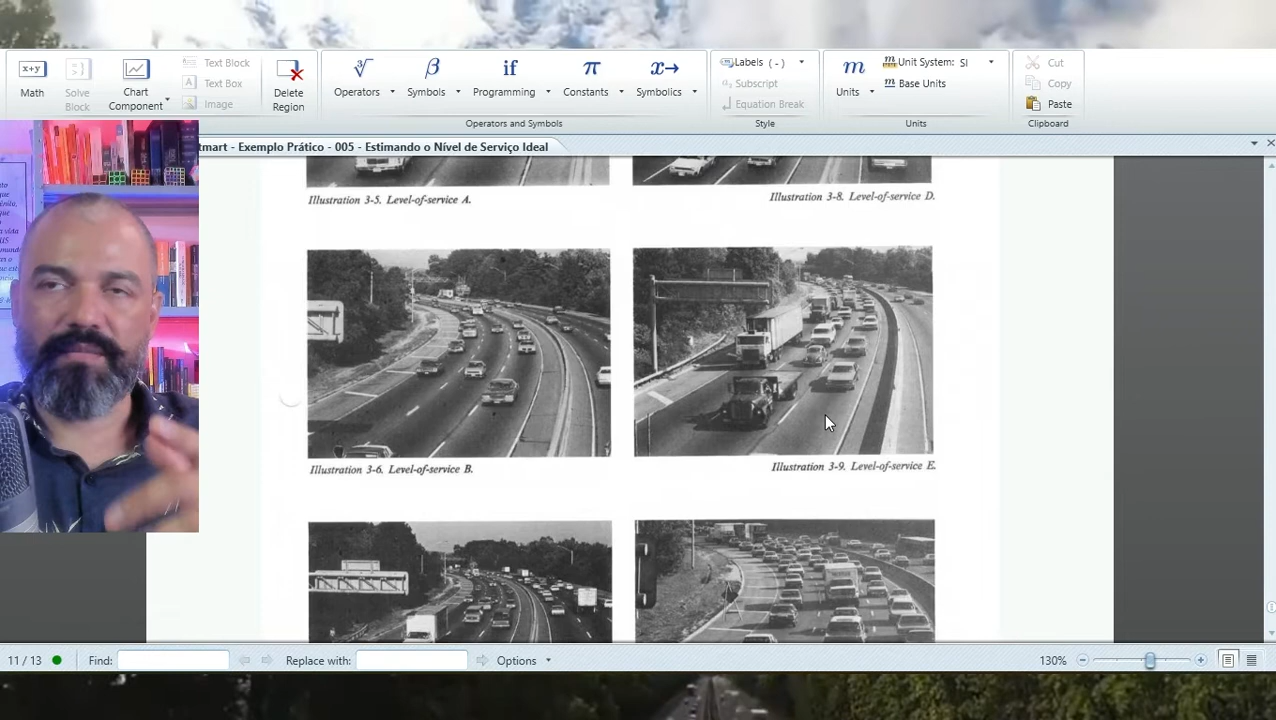 Math
Solve
Block
Chart
Component
Text Block
Text Box
Image
Delete
Region
Operators
Symbols
if
Programming
Constants
Symbolics
Operators and Symbols
Labels ( - )
Subscript
Equation Break
Style
m
Units
Unit System: SI
Base Units
Units
Cut
Copy
Paste
Clipboard
tmart - Exemplo Prático - 005 - Estimando o Nível de Serviço Ideal
Illustration 3-5. Level-of-service A.
Illustration 3-8. Level-of-service D.
Illustration 3-6. Level-of-service B.
Illustration 3-9. Level-of-service E.
11 / 13
Find:
Replace with:
Options
130%